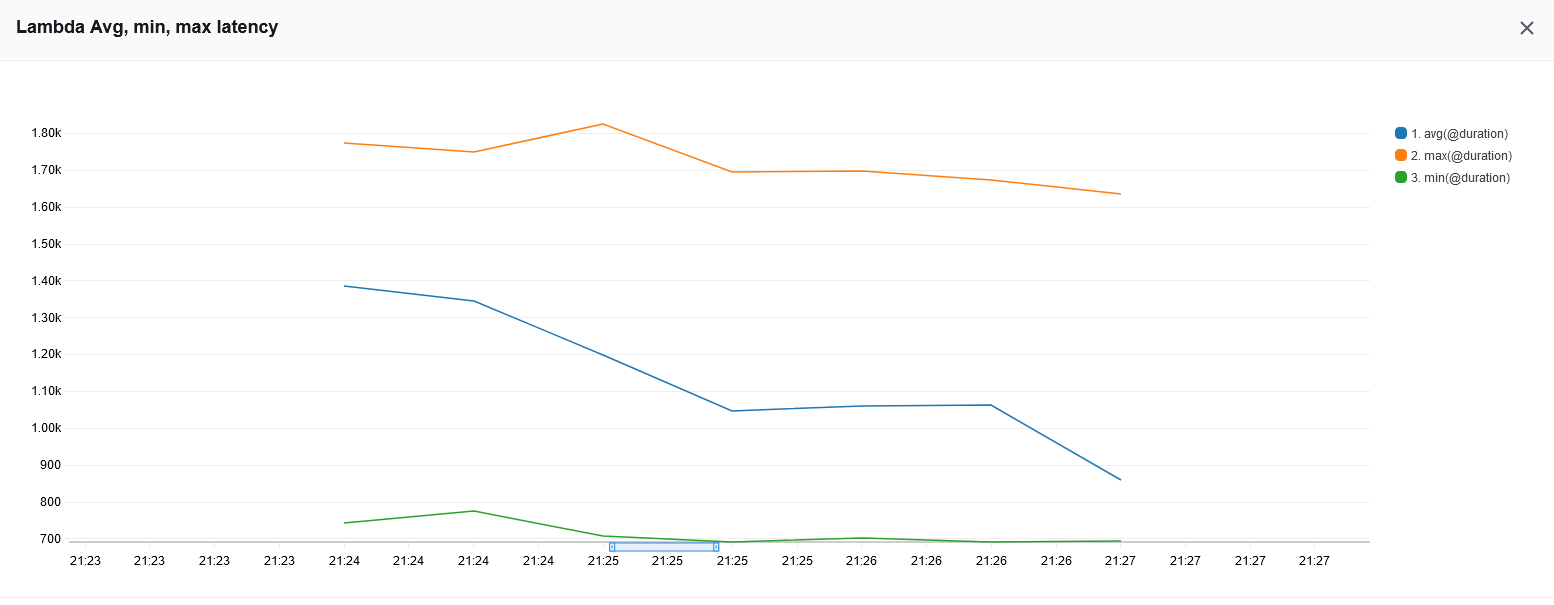 Lambda Avg, min, max latency
1.80k
1.70k
1.60k
1.50k
1.40k
1.30k
1.20k
1.10k
1.00k
900
800
700
21:23 21:23 21:23 21:23 21:24 21:24 21:24 21:24 21:25 21:25 21:25 21:25 21:26 21:26 21:26 21:26 21:27 21:27 21:27 21:27
1. avg(@duration)
2. max(@duration)
3. min(@duration)